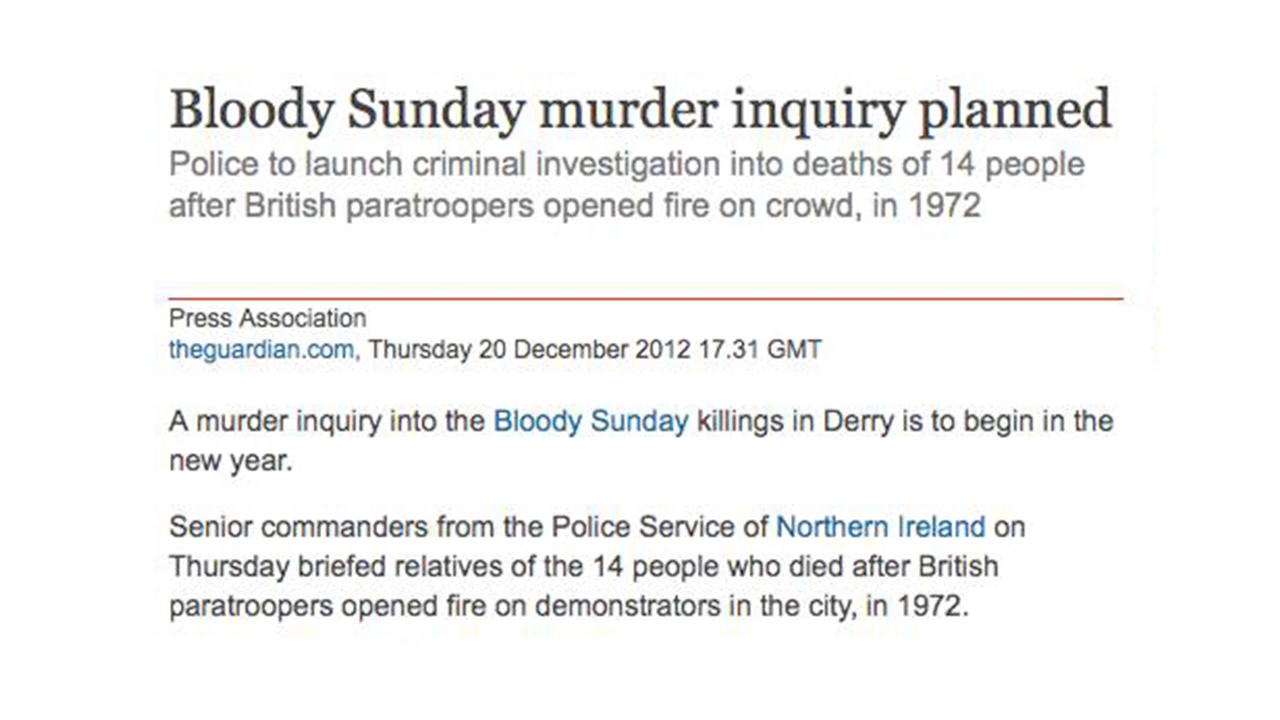 Bloody Sunday murder inquiry planned
Police to launch criminal investigation into deaths of 14 people
after British paratroopers opened fire on crowd, in 1972
Press Association
theguardian.com, Thursday 20 December 2012 17.31 GMT
A murder inquiry into the Bloody Sunday killings in Derry is to begin in the
new year.
Senior commanders from the Police Service of Northern Ireland on
Thursday briefed relatives of the 14 people who died after British
paratroopers opened fire on demonstrators in the city, in 1972.